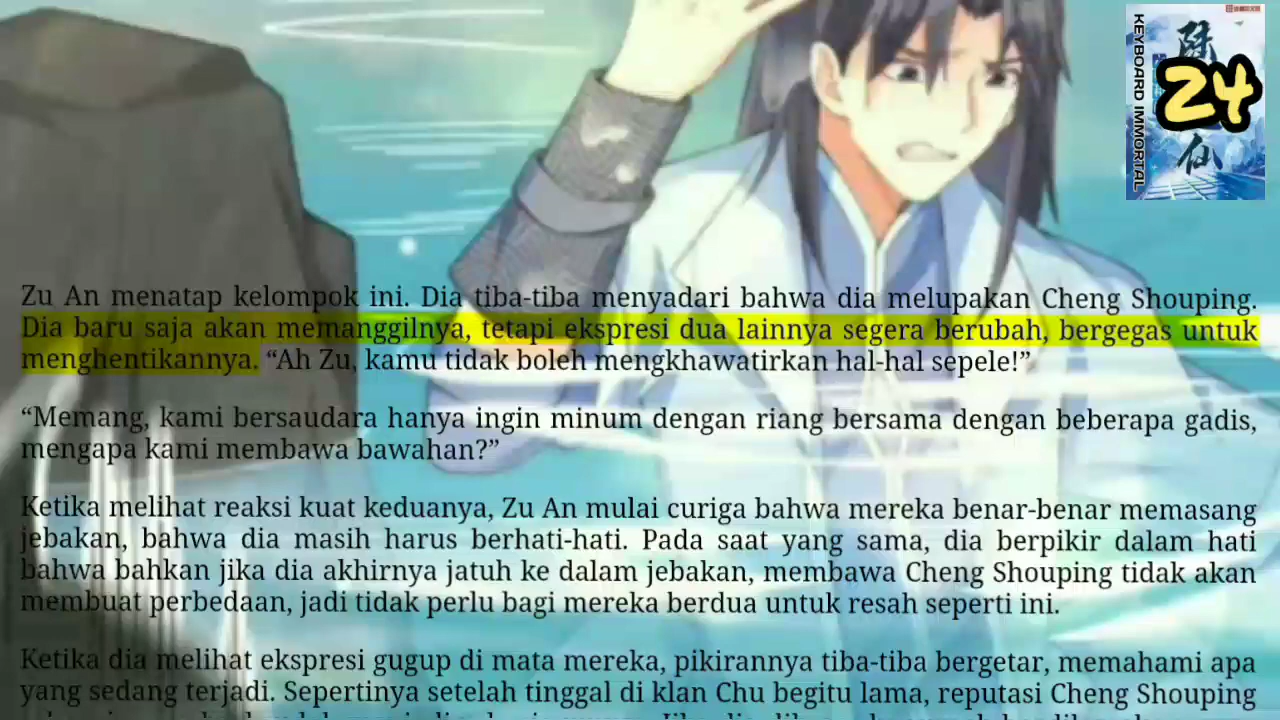 KEYBOARD IMMORTAL
陆
24
仙
Zu An menatap kelompok ini. Dia tiba-tiba menyadari bahwa dia melupakan Cheng Shouping.
Dia baru saja akan memanggilnya, tetapi ekspresi dua lainnya segera berubah, bergegas untuk
menghentikannya. “Ah Zu, kamu tidak boleh mengkhawatirkan hal-hal sepele!”
“Memang, kami bersaudara hanya ingin minum dengan riang bersama dengan beberapa gadis,
mengapa kami membawa bawahan?”
Ketika melihat reaksi kuat keduanya, Zu An mulai curiga bahwa mereka benar-benar memasang
jebakan, bahwa dia masih harus berhati-hati. Pada saat yang sama, dia berpikir dalam hati
bahwa bahkan jika dia akhirnya jatuh ke dalam jebakan, membawa Cheng Shouping tidak akan
membuat perbedaan, jadi tidak perlu bagi mereka berdua untuk resah seperti ini.
Ketika dia melihat ekspresi gugup di mata mereka, pikirannya tiba-tiba bergetar, memahami apa
yang sedang terjadi. Sepertinya setelah tinggal di klan Chu begitu lama, reputasi Cheng Shouping